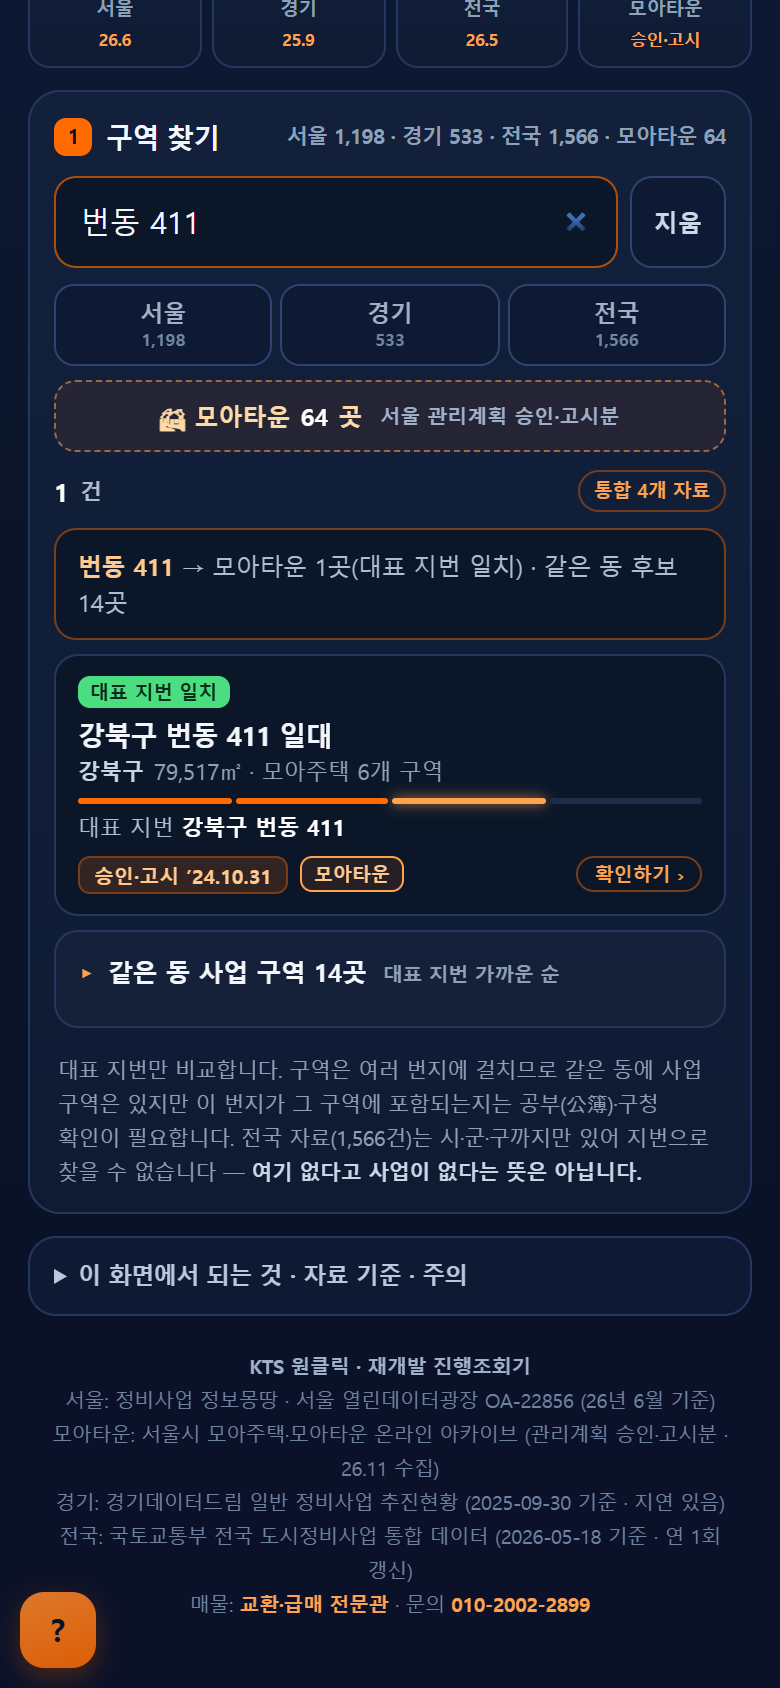 서울 경기 전국 모아타운
26.6 25.9 26.5 승인·고시
1 구역 찾기 서울 1,198 · 경기 533 · 전국 1,566 · 모아타운 64
번동 411 × 지움
서울 경기 전국
1,198 533 1,566
모아타운 64 곳 서울 관리계획 승인·고시분
1 건 통합 4개 자료
번동 411 → 모아타운 1곳(대표 지번 일치) · 같은 동 후보
14곳
대표 지번 일치
강북구 번동 411 일대
강북구 79,517㎡ · 모아주택 6개 구역
대표 지번 강북구 번동 411
승인·고시 ’24.10.31 모아타운 확인하기 ›
▸ 같은 동 사업 구역 14곳 대표 지번 가까운 순
대표 지번만 비교합니다. 구역은 여러 번지에 걸치므로 같은 동에 사업
구역은 있지만 이 번지가 그 구역에 포함되는지는 공부(公簿)·구청
확인이 필요합니다. 전국 자료(1,566건)는 시·군·구까지만 있어 지번으로
찾을 수 없습니다 — 여기 없다고 사업이 없다는 뜻은 아닙니다.
▶ 이 화면에서 되는 것 · 자료 기준 · 주의
KTS 원클릭 · 재개발 진행조회기
서울: 정비사업 정보몽땅 · 서울 열린데이터광장 OA-22856 (26년 6월 기준)
모아타운: 서울시 모아주택·모아타운 온라인 아카이브 (관리계획 승인·고시분 ·
26.11 수집)
경기: 경기데이터드림 일반 정비사업 추진현황 (2025-09-30 기준 · 지연 있음)
전국: 국토교통부 전국 도시정비사업 통합 데이터 (2026-05-18 기준 · 연 1회
갱신)
매물: 교환·급매 전문관 · 문의 010-2002-2899
?